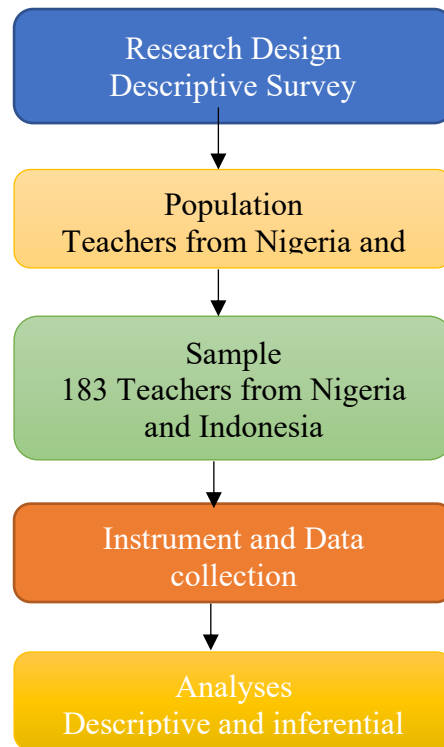 Research Design
Descriptive Survey
Population
Teachers from Nigeria and
Sample
183 Teachers from Nigeria
and Indonesia
Instrument and Data
collection
Analyses
Descriptive and inferential